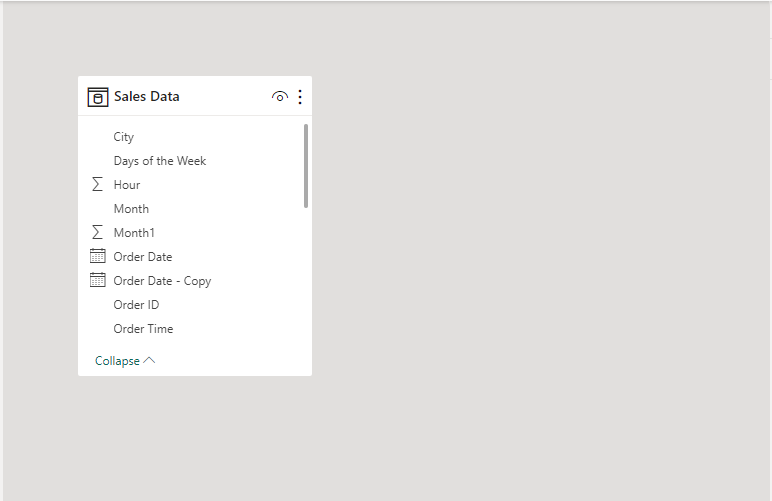 Sales Data
City
Days of the Week
Hour
Month
Month1
Order Date
Order Date - Copy
Order ID
Order Time
Collapse